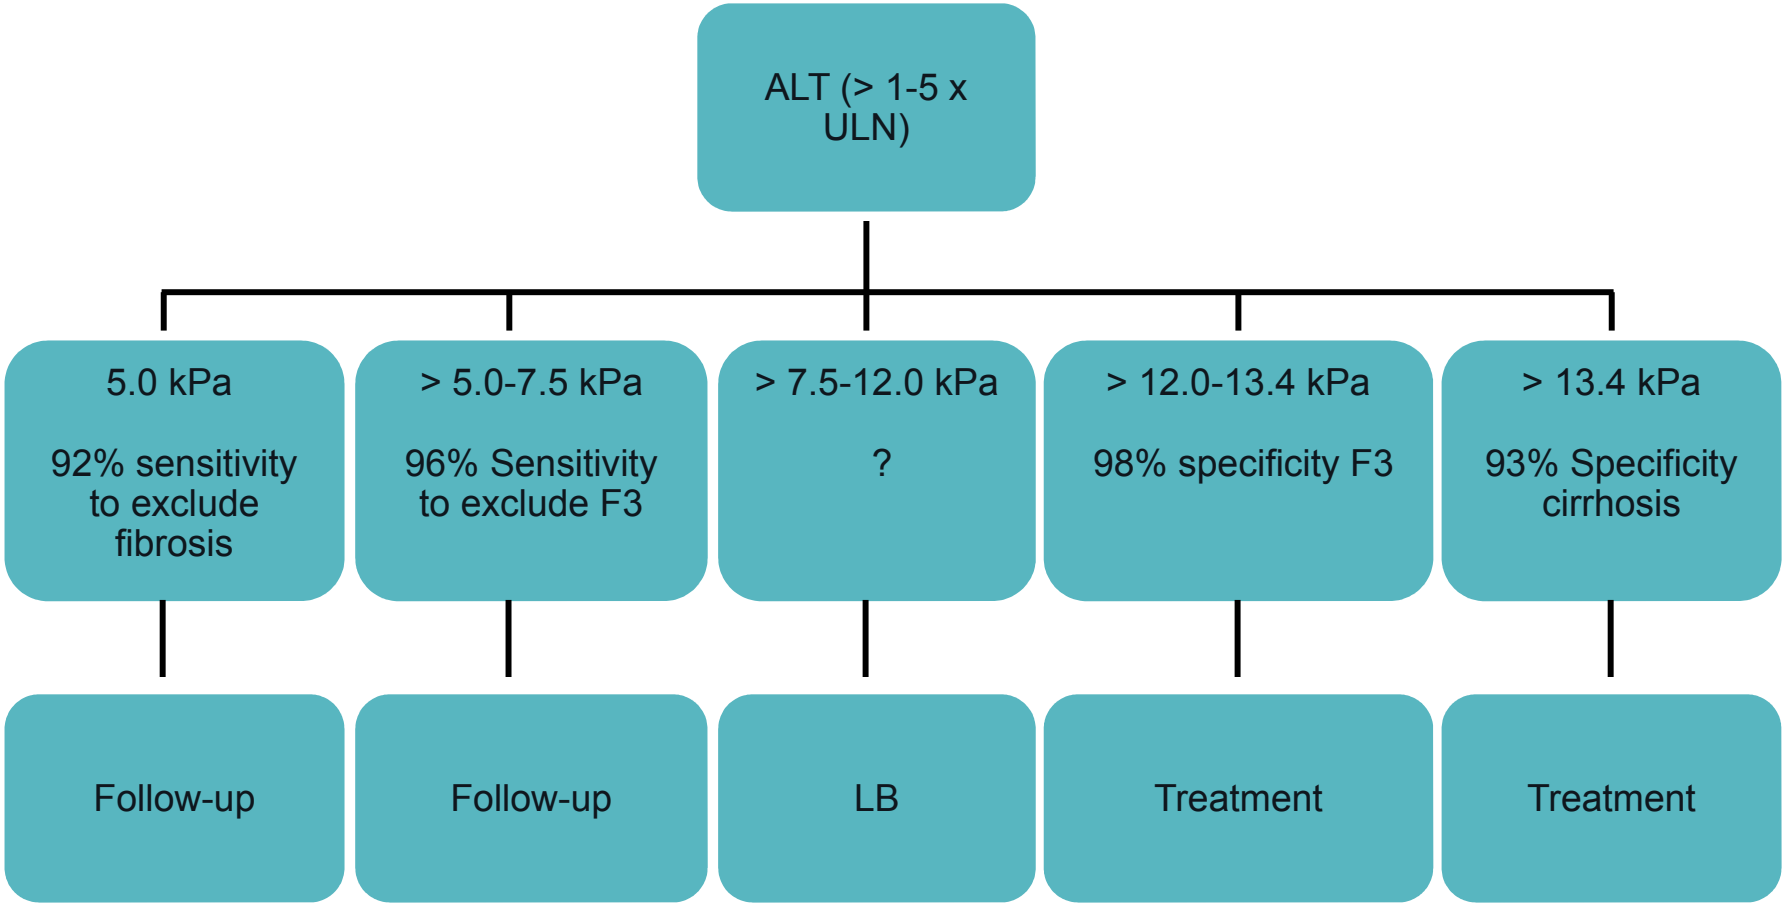 ALT (> 1-5 x
ULN)
5.0 kPa
92% sensitivity
to exclude
fibrosis
> 5.0-7.5 kPa
96% Sensitivity
to exclude F3
> 7.5-12.0 kPa
?
> 12.0-13.4 kPa
98% specificity F3
> 13.4 kPa
93% Specificity
cirrhosis
Follow-up
Follow-up
LB
Treatment
Treatment